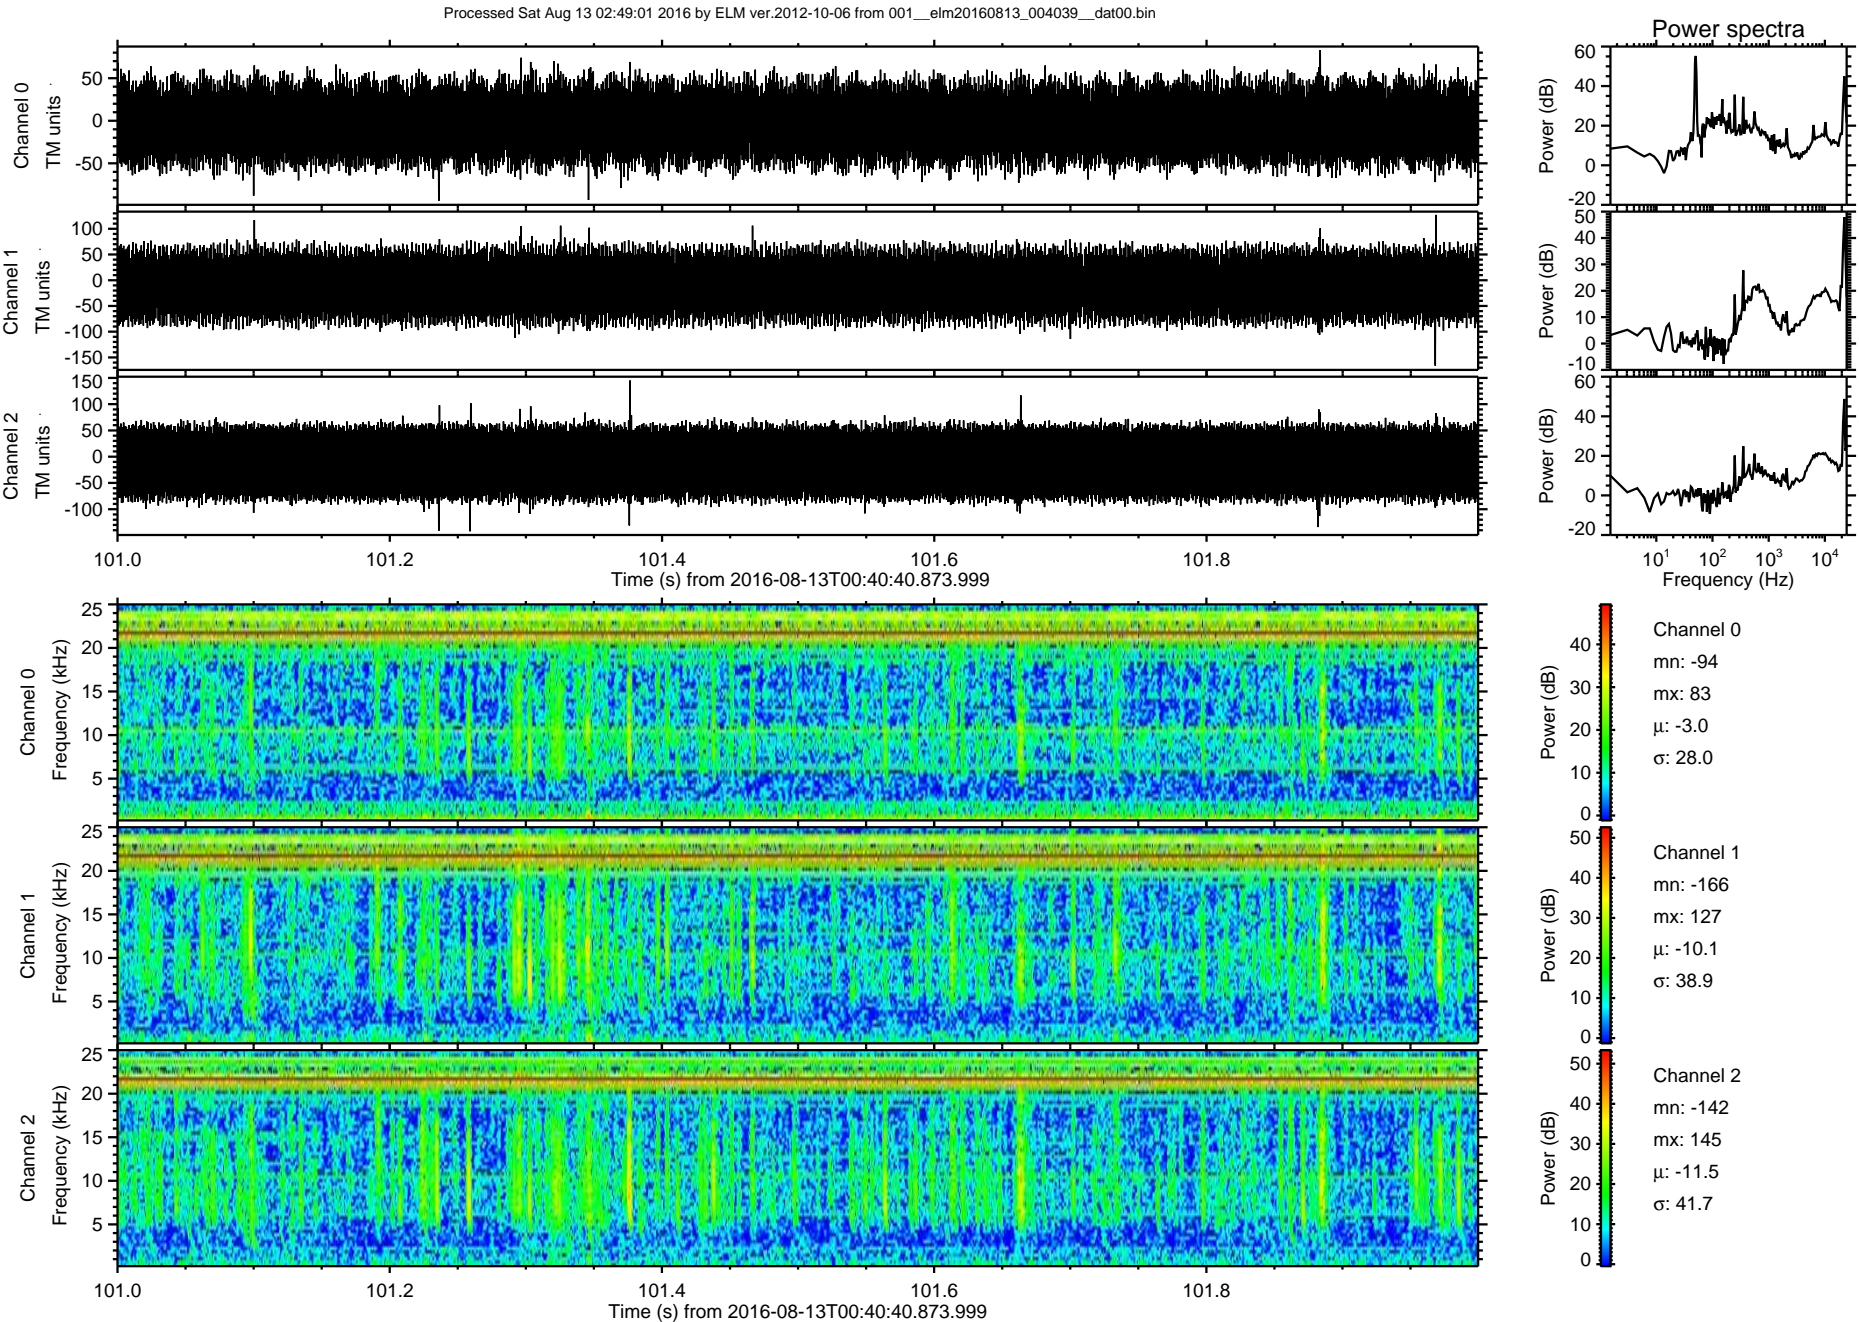 Processed Sat Aug 13 02:49:01 2016 by ELM ver.2012-10-06 from 001__elm20160813_004039__dat00.bin
Power spectra
Channel 0
TM units
50
0
-50
Power (dB)
60
40
20
0
-20
Channel 1
TM units
100
50
0
-50
-100
-150
Power (dB)
50
40
30
20
10
0
-10
Channel 2
TM units
150
100
50
0
-50
-100
Power (dB)
60
40
20
0
-20
101.0 101.2 101.4 101.6 101.8
Time (s) from 2016-08-13T00:40:40.873.999
10^1 10^2 10^3 10^4
Frequency (Hz)
Channel 0
Frequency (kHz)
25
20
15
10
5
Power (dB)
40
30
20
10
0
Channel 0
mn: -94
mx: 83
μ: -3.0
σ: 28.0
Channel 1
Frequency (kHz)
25
20
15
10
5
Power (dB)
50
40
30
20
10
0
Channel 1
mn: -166
mx: 127
μ: -10.1
σ: 38.9
Channel 2
Frequency (kHz)
25
20
15
10
5
Power (dB)
50
40
30
20
10
0
Channel 2
mn: -142
mx: 145
μ: -11.5
σ: 41.7
101.0 101.2 101.4 101.6 101.8
Time (s) from 2016-08-13T00:40:40.873.999